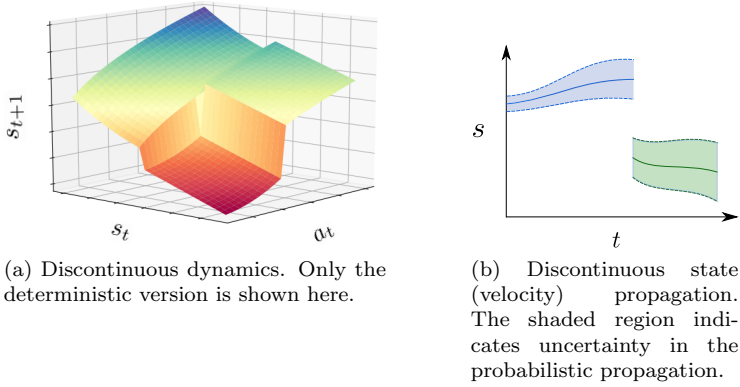 s_{t+1}
s_t
a_t
(a) Discontinuous dynamics. Only the
deterministic version is shown here.
s
t
(b) Discontinuous state
(velocity) propagation.
The shaded region indi-
cates uncertainty in the
probabilistic propagation.